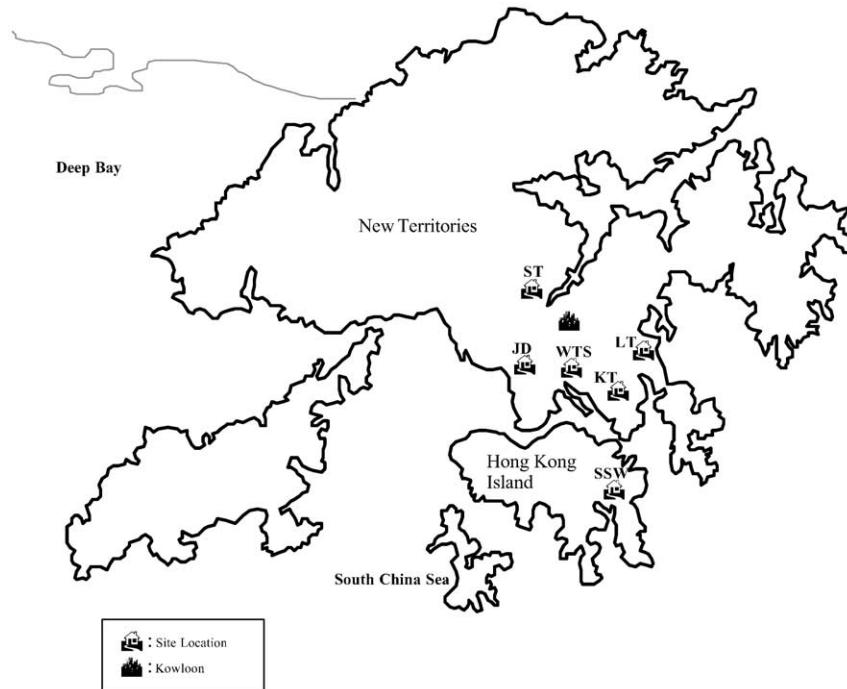 Deep Bay
New Territories
ST
JD
WTS
LT
KT
Hong Kong
Island
SSW
South China Sea
: Site Location
: Kowloon